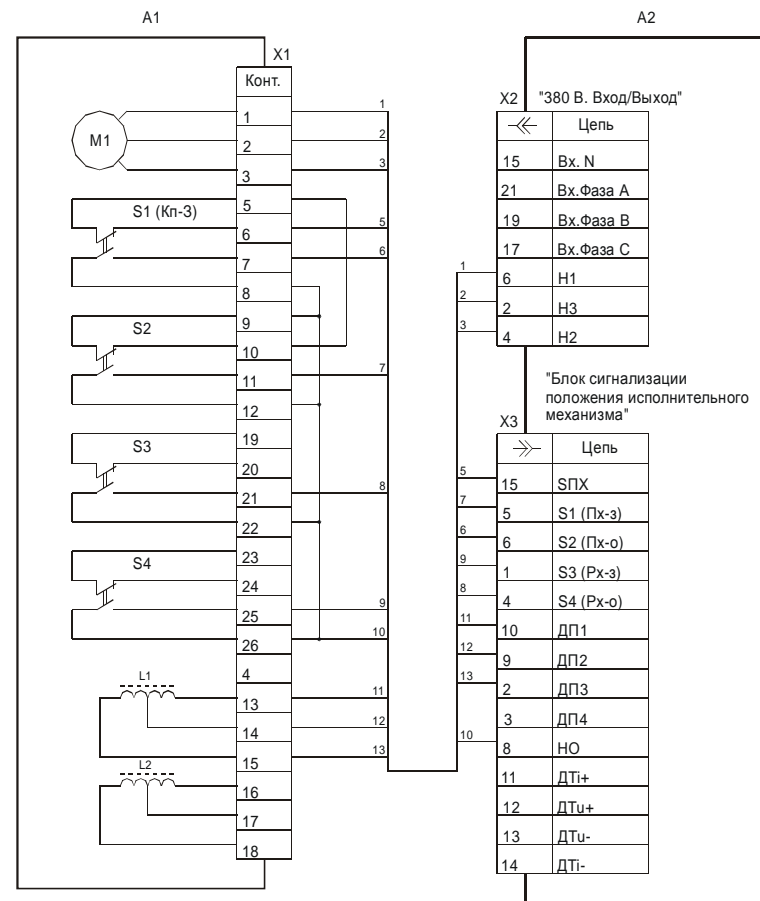 A1
A2
X1
Конт.
1
2
3
5
6
7
8
9
10
11
12
19
20
21
22
23
24
25
26
4
13
14
15
16
17
18
M1
S1 (Кп-З)
S2
S3
S4
L1
L2
1
2
3
5
6
7
8
9
10
11
12
13
X2 "380 В. Вход/Выход"
Цепь
15 Вх. N
21 Вх.Фаза А
19 Вх.Фаза В
17 Вх.Фаза С
1 6 Н1
2 2 Н3
3 4 Н2
"Блок сигнализации
положения исполнительного
механизма"
X3
Цепь
5 15 SПХ
7 5 S1 (Пх-з)
6 6 S2 (Пх-о)
9 1 S3 (Рх-з)
8 4 S4 (Рх-о)
11 10 ДП1
12 9 ДП2
13 2 ДП3
3 ДП4
10 8 НО
11 ДТi+
12 ДТu+
13 ДТu-
14 ДТi-